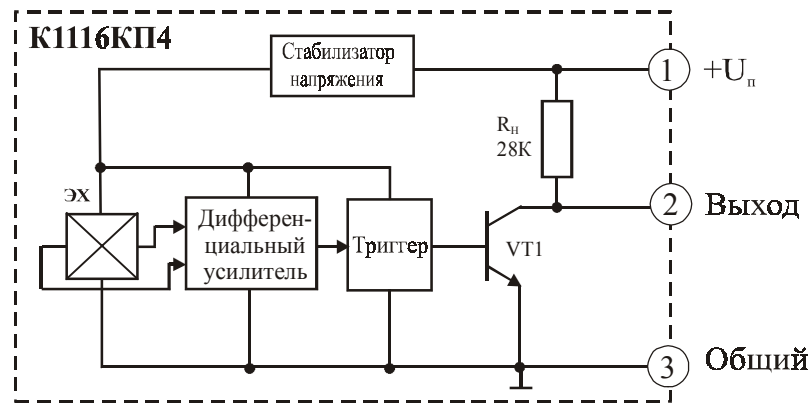 К1116КП4
Стабилизатор
напряжения
1
+Uп
Rн
28К
ЭХ
Дифферен-
циальный
усилитель
Триггер
VT1
2
Выход
3
Общий